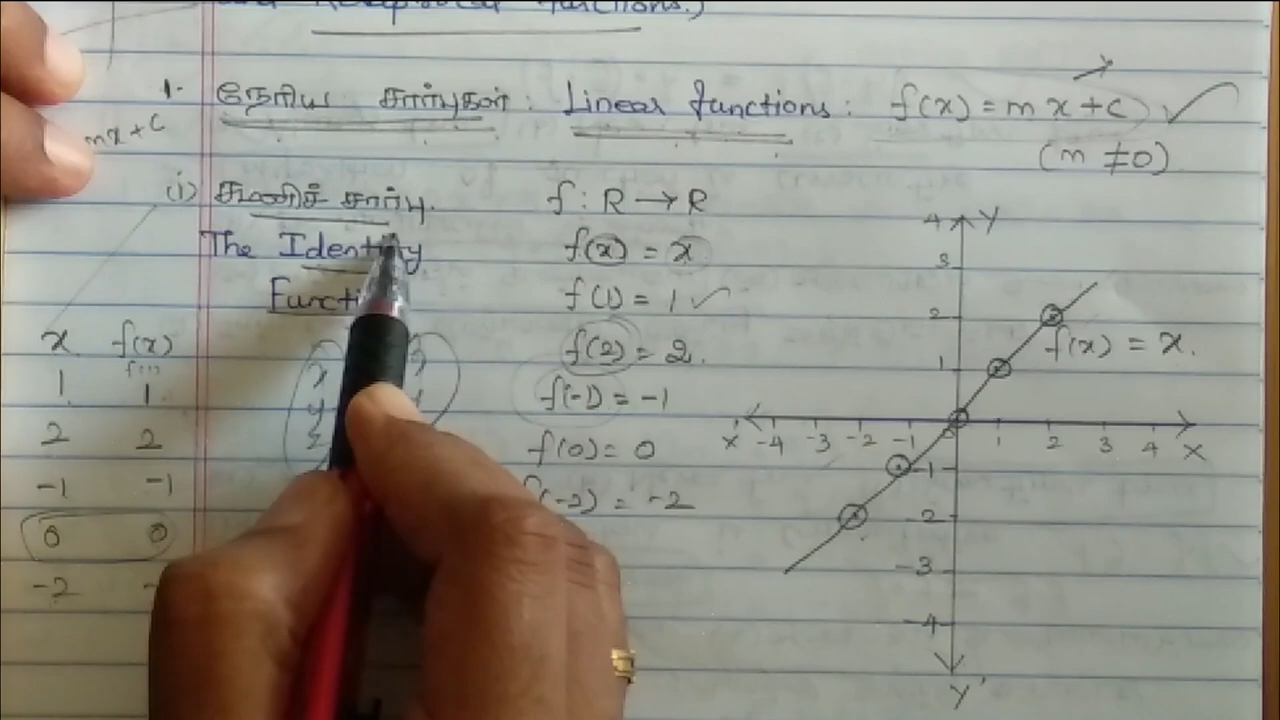 functions.)
1. நேரிய சார்புகள் : Linear functions : f(x) = mx + c
mx + c
(m ≠ 0)
(i) சமனிச் சார்பு. f : R → R
The Identity f(x) = x
Functi f(1) = 1 ✓
x f(x) f(2) = 2.
f(1)
1 1 f(-1) = -1
2 2 f(0) = 0
-1 -1 (-2) = -2
0 0
-2 -
x
y
z
4 Y
3
2
1
f(x) = x.
x -4 -3 -2 -1 1 2 3 4 X
-1
-2
-3
-4
Y'